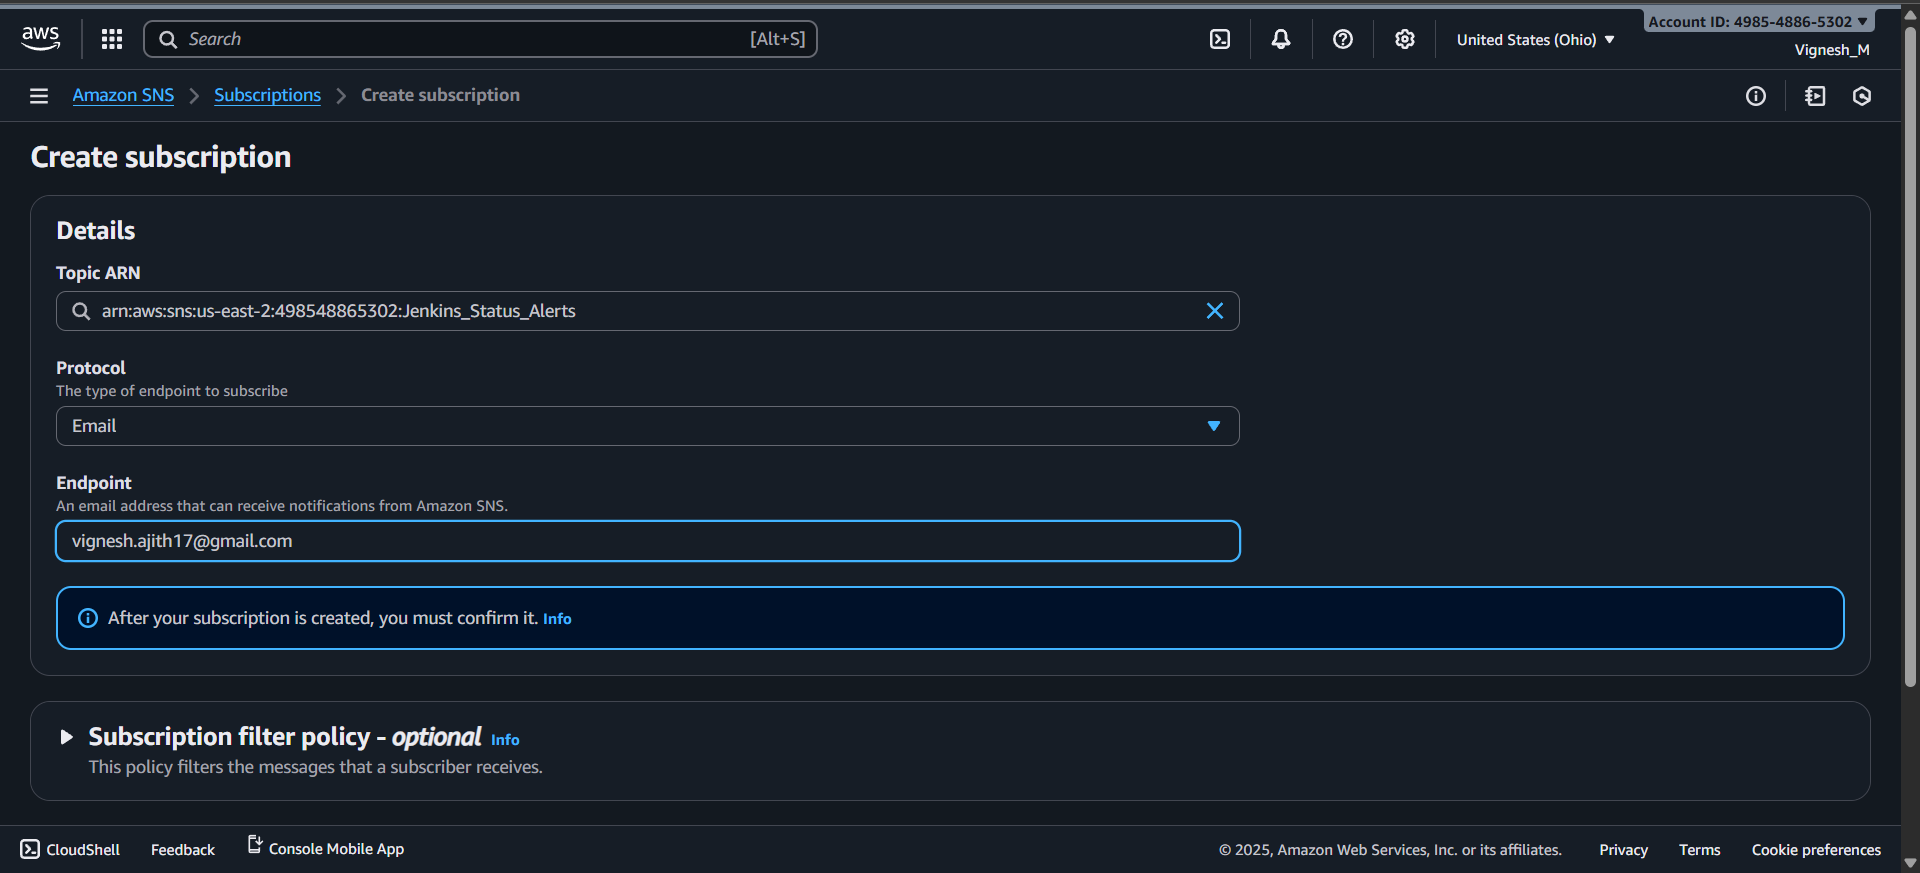 aws
Search [Alt+S]
United States (Ohio)
Account ID: 4985-4886-5302
Vignesh_M
Amazon SNS
Subscriptions
Create subscription
Create subscription
Details
Topic ARN
arn:aws:sns:us-east-2:498548865302:Jenkins_Status_Alerts
Protocol
The type of endpoint to subscribe
Email
Endpoint
An email address that can receive notifications from Amazon SNS.
vignesh.ajith17@gmail.com
After your subscription is created, you must confirm it. Info
Subscription filter policy - optional Info
This policy filters the messages that a subscriber receives.
CloudShell
Feedback
Console Mobile App
© 2025, Amazon Web Services, Inc. or its affiliates.
Privacy
Terms
Cookie preferences